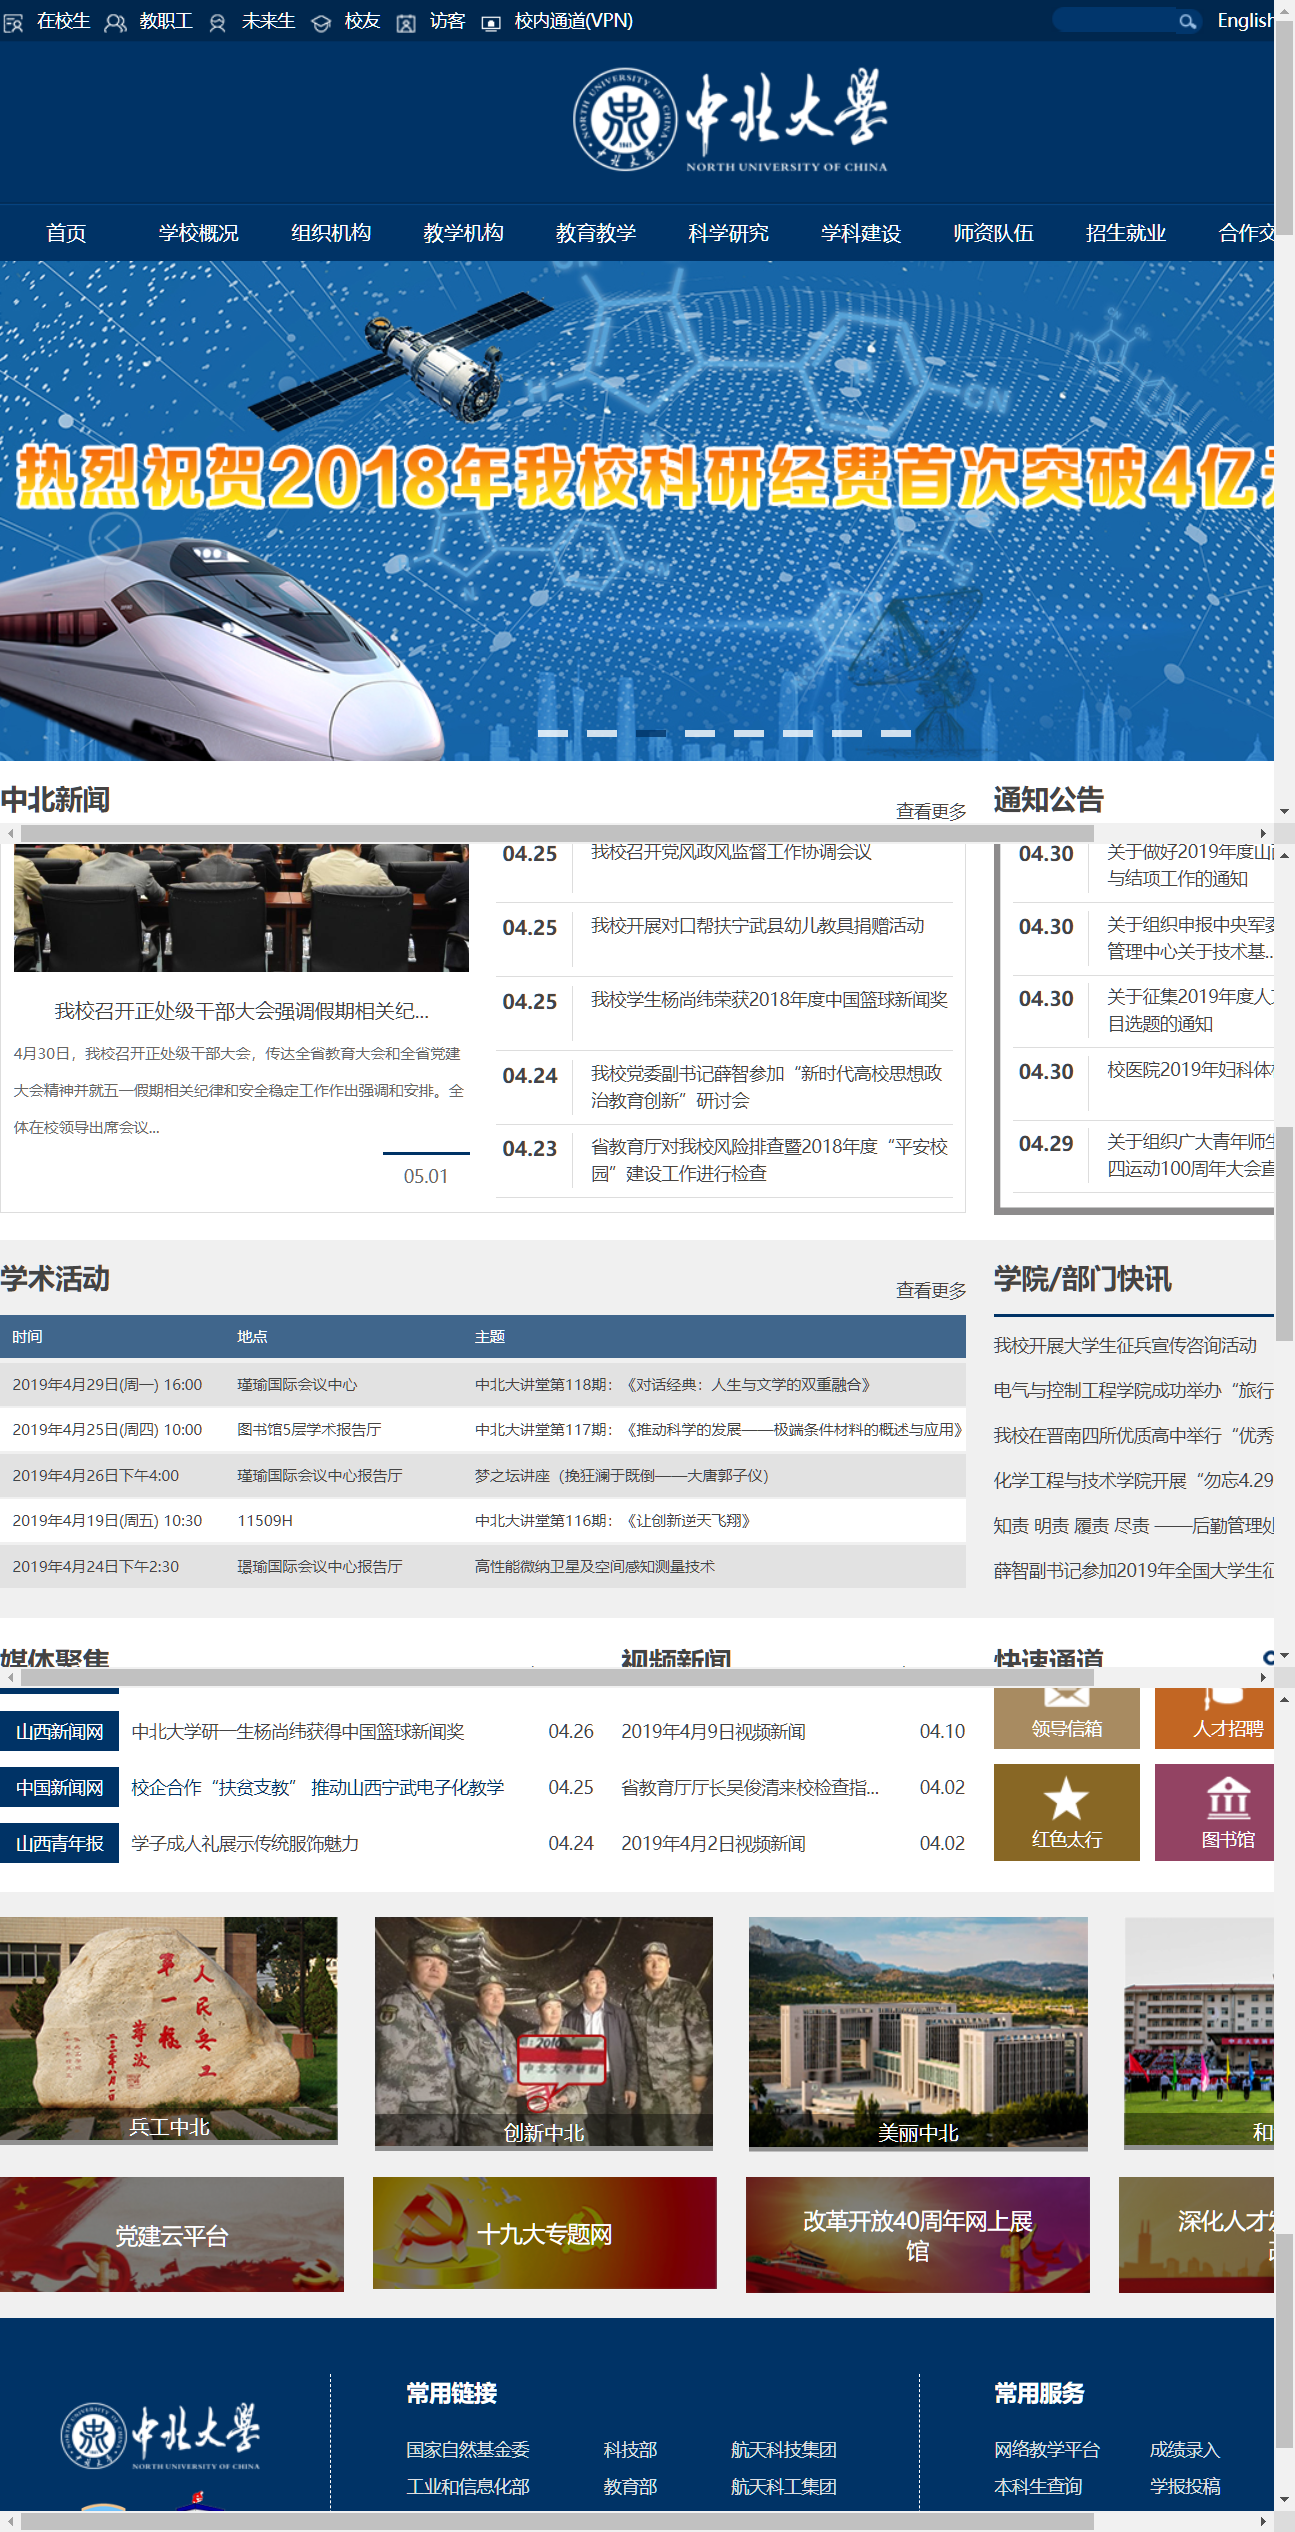 在校生 教职工 未来生 校友 访客 校内通道(VPN) English
中北大学
NORTH UNIVERSITY OF CHINA
首页 学校概况 组织机构 教学机构 教育教学 科学研究 学科建设 师资队伍 招生就业 合作交
热烈祝贺2018年我校科研经费首次突破4亿元
中北新闻 查看更多 通知公告
04.25 我校召开党风政风监督工作协调会议
04.25 我校开展对口帮扶宁武县幼儿教具捐赠活动
04.25 我校学生杨尚纬荣获2018年度中国篮球新闻奖
04.24 我校党委副书记薛智参加“新时代高校思想政
治教育创新”研讨会
04.23 省教育厅对我校风险排查暨2018年度“平安校
园”建设工作进行检查
我校召开正处级干部大会强调假期相关纪...
4月30日，我校召开正处级干部大会，传达全省教育大会和全省党建
大会精神并就五一假期相关纪律和安全稳定工作作出强调和安排。全
体在校领导出席会议...
05.01
04.30 关于做好2019年度山西
与结项工作的通知
04.30 关于组织申报中央军委
管理中心关于技术基...
04.30 关于征集2019年度人文
目选题的通知
04.30 校医院2019年妇科体检
04.29 关于组织广大青年师生
四运动100周年大会直
学术活动 查看更多
时间 地点 主题
2019年4月29日(周一) 16:00 瑾瑜国际会议中心 中北大讲堂第118期：《对话经典：人生与文学的双重融合》
2019年4月25日(周四) 10:00 图书馆5层学术报告厅 中北大讲堂第117期：《推动科学的发展——极端条件材料的概述与应用》
2019年4月26日下午4:00 瑾瑜国际会议中心报告厅 梦之坛讲座（挽狂澜于既倒——大唐郭子仪）
2019年4月19日(周五) 10:30 11509H 中北大讲堂第116期：《让创新逆天飞翔》
2019年4月24日下午2:30 璟瑜国际会议中心报告厅 高性能微纳卫星及空间感知测量技术
学院/部门快讯
我校开展大学生征兵宣传咨询活动
电气与控制工程学院成功举办“旅行
我校在晋南四所优质高中举行“优秀
化学工程与技术学院开展“勿忘4.29
知责 明责 履责 尽责 ——后勤管理处
薛智副书记参加2019年全国大学生征
媒体聚焦 视频新闻 快速通道
山西新闻网 中北大学研一生杨尚纬获得中国篮球新闻奖 04.26
中国新闻网 校企合作“扶贫支教” 推动山西宁武电子化教学 04.25
山西青年报 学子成人礼展示传统服饰魅力 04.24
2019年4月9日视频新闻 04.10
省教育厅厅长吴俊清来校检查指... 04.02
2019年4月2日视频新闻 04.02
领导信箱 人才招聘
红色太行 图书馆
人民兵工
第一校
兵工中北 创新中北 美丽中北 和
党建云平台 十九大专题网 改革开放40周年网上展
馆
深化人才发
常用链接
国家自然基金委 科技部 航天科技集团
工业和信息化部 教育部 航天科工集团
常用服务
网络教学平台 成绩录入
本科生查询 学报投稿
中北大学
NORTH UNIVERSITY OF CHINA